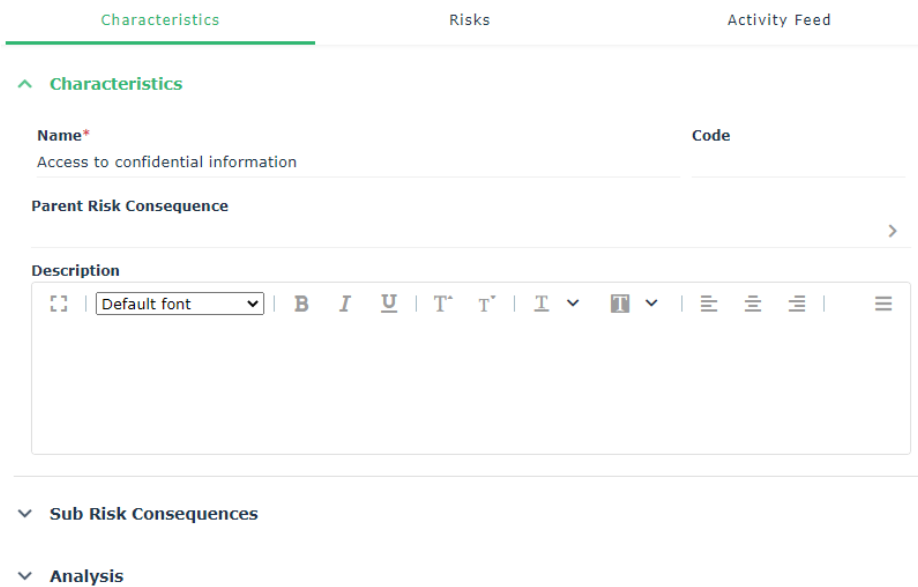 Characteristics Risks Activity Feed
Characteristics
Name* Code
Access to confidential information
Parent Risk Consequence
Description
Default font B I U T T T T
Sub Risk Consequences
Analysis